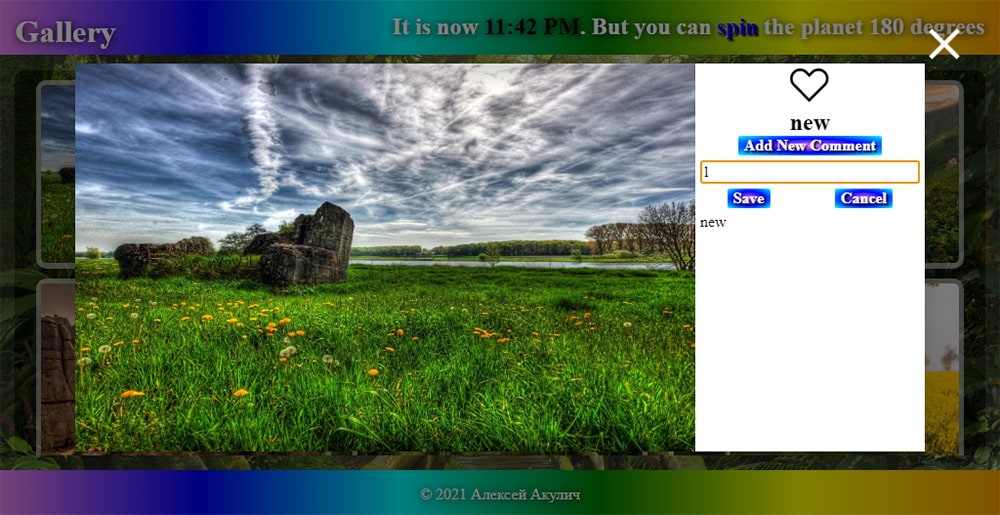 Gallery
It is now 11:42 PM. But you can spin the planet 180 degrees
new
Add New Comment
1
Save
Cancel
new
© 2021 Алексей Акулич